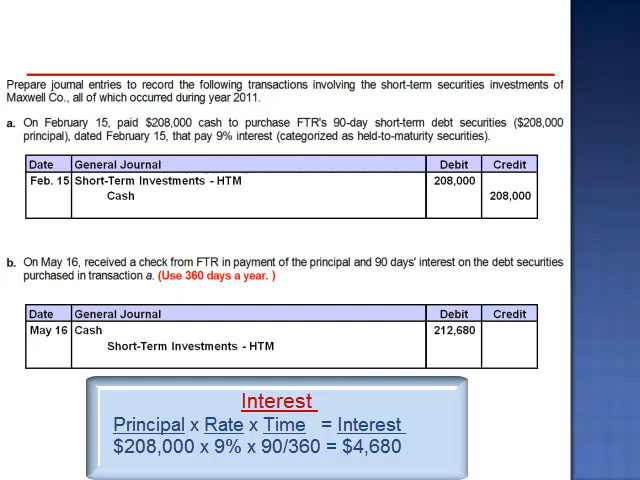 Prepare journal entries to record the following transactions involving the short-term securities investments of
Maxwell Co., all of which occurred during year 2011.
a. On February 15, paid $208,000 cash to purchase FTR's 90-day short-term debt securities ($208,000
principal), dated February 15, that pay 9% interest (categorized as held-to-maturity securities).
Date General Journal Debit Credit
Feb. 15 Short-Term Investments - HTM 208,000
Cash 208,000
b. On May 16, received a check from FTR in payment of the principal and 90 days' interest on the debt securities
purchased in transaction a. (Use 360 days a year. )
Date General Journal Debit Credit
May 16 Cash 212,680
Short-Term Investments - HTM
Interest
Principal x Rate x Time = Interest
$208,000 x 9% x 90/360 = $4,680